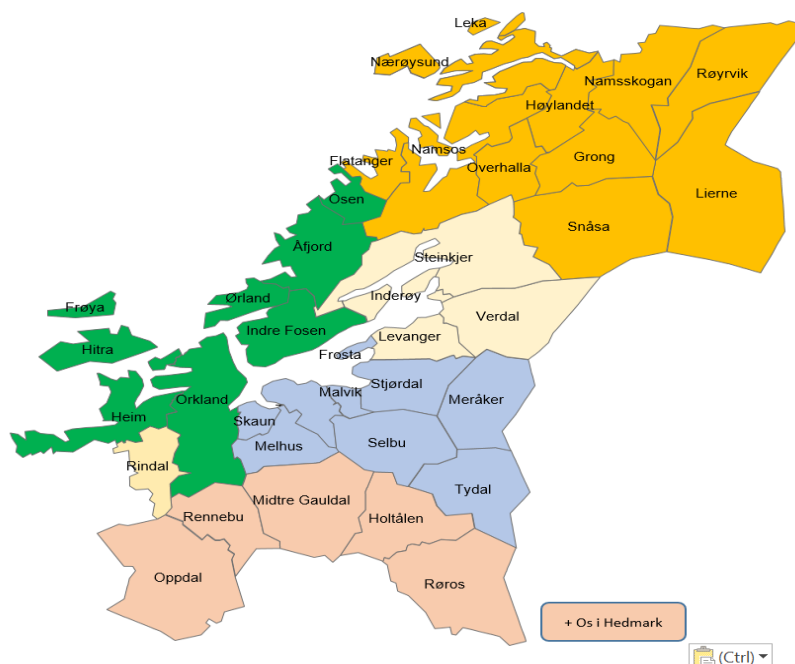 Leka
Nærøysund
Røyrvik
Namsskogan
Høylandet
Namsos
Grong
Flatanger
Overhalla
Lierne
Osen
Snåsa
Åfjord
Steinkjer
Ørland
Inderøy
Frøya
Verdal
Indre Fosen
Levanger
Hitra
Frosta
Stjørdal
Malvik
Meråker
Orkland
Heim
Skaun
Melhus
Selbu
Rindal
Tydal
Midtre Gauldal
Rennebu
Holtålen
Oppdal
Røros
+ Os i Hedmark
(Ctrl)